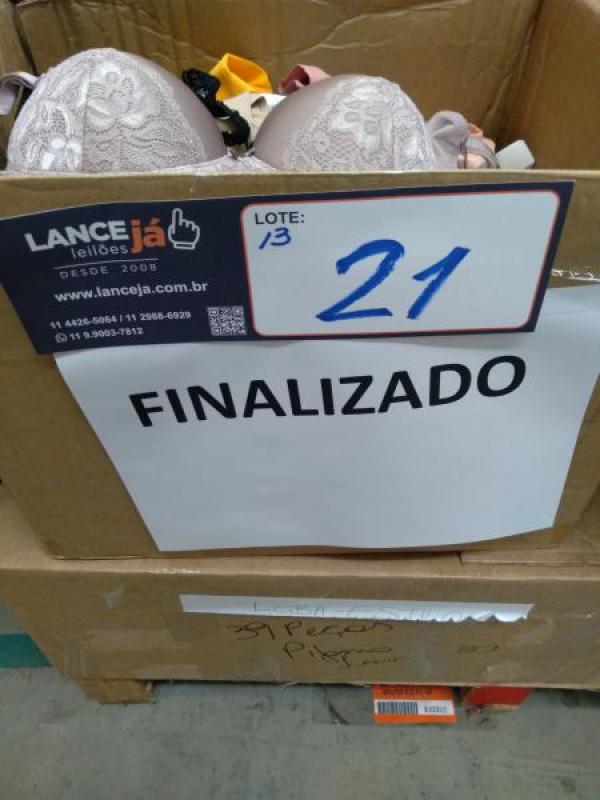 LANCE já
leilões
DESDE 2008
www.lanceja.com.br
11 4426-5064 / 11 2988-6929
11 9.9003-7812
LOTE:
13
21
FINALIZADO
39 Peças
Pijama